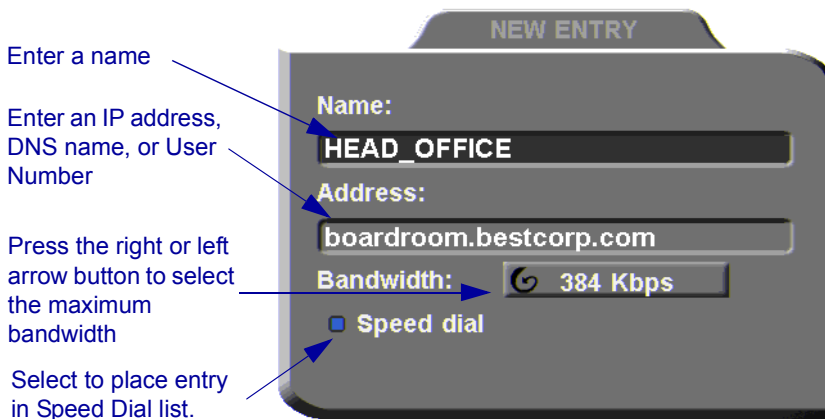 NEW ENTRY
Enter a name
Name:
HEAD_OFFICE
Enter an IP address,
DNS name, or User
Number
Address:
boardroom.bestcorp.com
Press the right or left
arrow button to select
the maximum
bandwidth
Bandwidth:
384 Kbps
Speed dial
Select to place entry
in Speed Dial list.